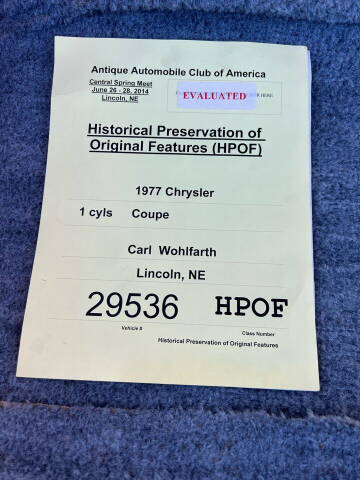 Antique Automobile Club of America
Central Spring Meet
June 26 - 28, 2014
Lincoln, NE
EVALUATED
HERE
Historical Preservation of
Original Features (HPOF)
1977 Chrysler
1 cyls Coupe
Carl Wohlfarth
Lincoln, NE
29536 HPOF
Vehicle # Class Number
Historical Preservation of Original Features